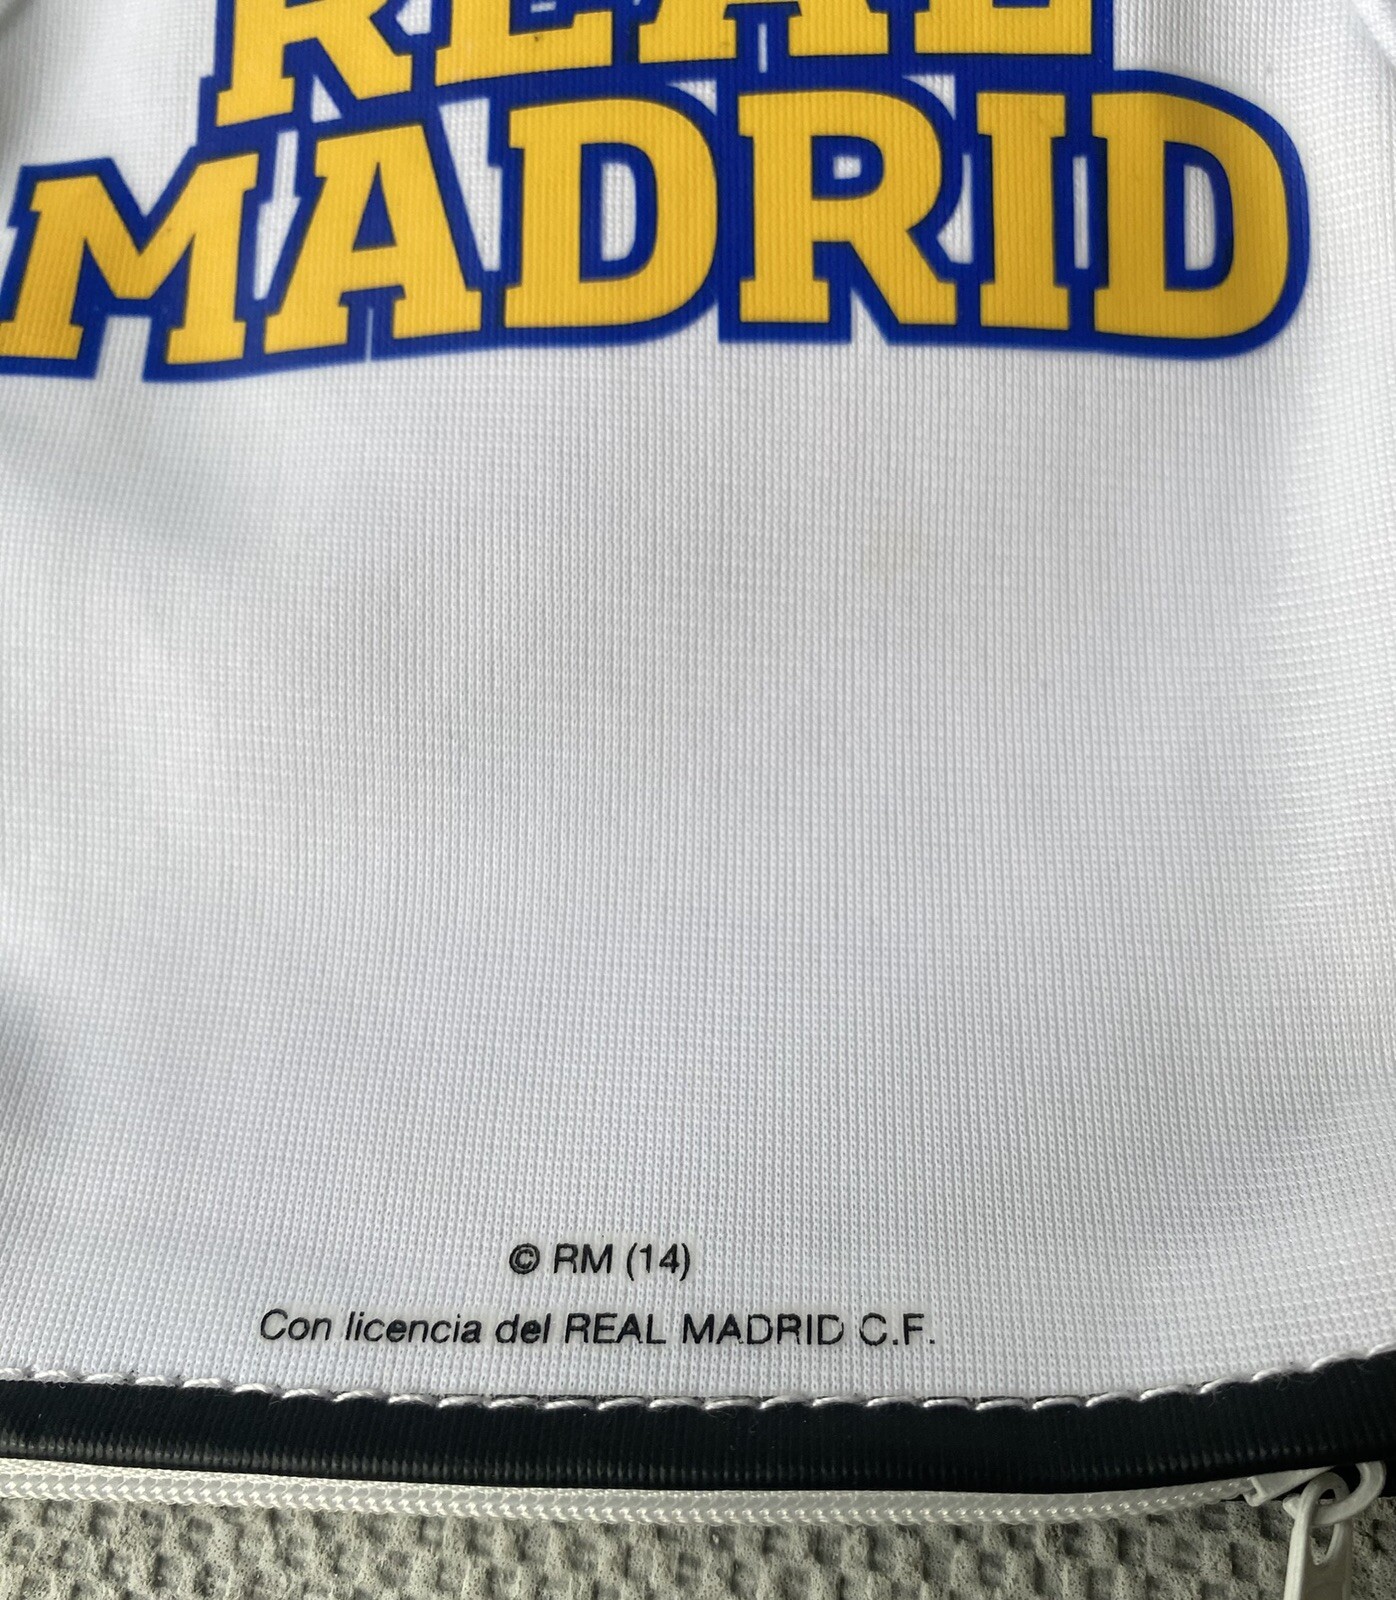 REAL
MADRID
© RM (14)
Con licencia del REAL MADRID C.F.